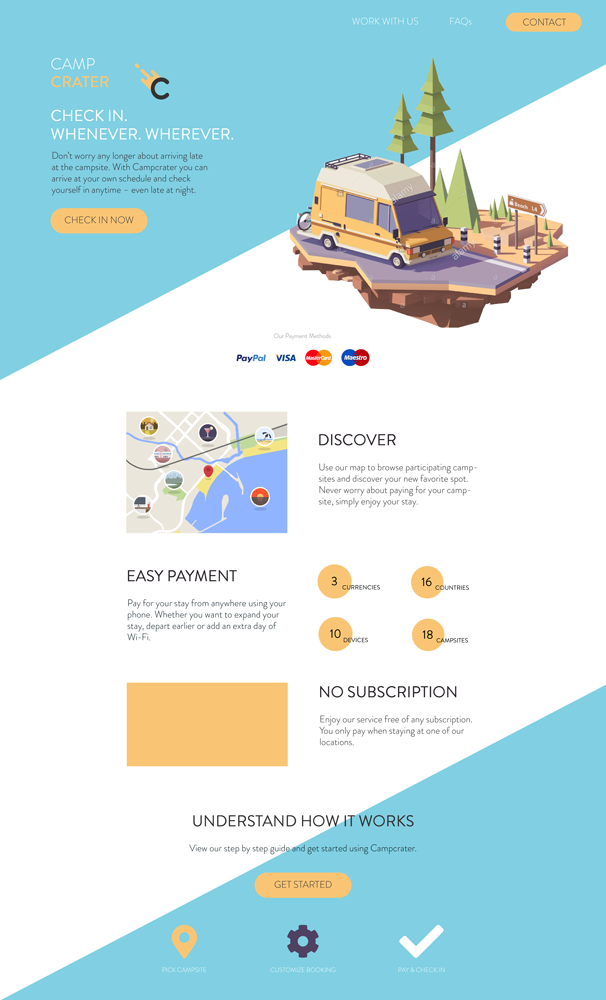 WORK WITH US
FAQs
CONTACT
CAMP
CRATER
C
CHECK IN.
WHENEVER. WHEREVER.
Don't worry any longer about arriving late
at the campsite. With Campcrater you can
arrive at your own schedule and check
yourself in anytime – even late at night.
CHECK IN NOW
Beach 14
alamy
alamy
a
Our Payment Methods
PayPal
VISA
MasterCard
Maestro
DISCOVER
Use our map to browse participating camp-
sites and discover your new favorite spot.
Never worry about paying for your camp-
site, simply enjoy your stay.
EASY PAYMENT
Pay for your stay from anywhere using your
phone. Whether you want to expand your
stay, depart earlier or add an extra day of
Wi-Fi.
3 CURRENCIES
16 COUNTRIES
10 DEVICES
18 CAMPSITES
NO SUBSCRIPTION
Enjoy our service free of any subscription.
You only pay when staying at one of our
locations.
UNDERSTAND HOW IT WORKS
View our step by step guide and get started using Campcrater.
GET STARTED
PICK CAMPSITE
CUSTOMIZE BOOKING
PAY & CHECK IN